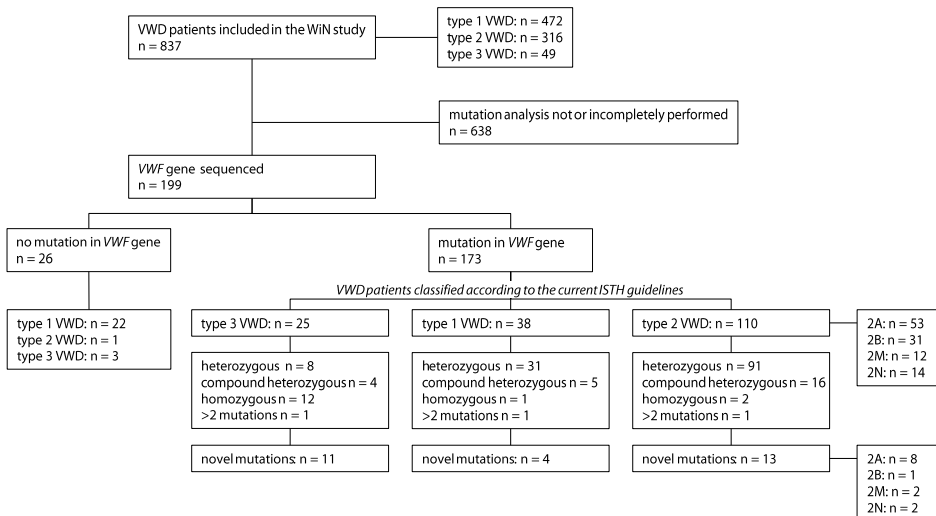 VWD patients included in the WiN study
n = 837
type 1 VWD: n = 472
type 2 VWD: n = 316
type 3 VWD: n = 49
mutation analysis not or incompletely performed
n = 638
VWF gene sequenced
n = 199
no mutation in VWF gene
n = 26
mutation in VWF gene
n = 173
VWD patients classified according to the current ISTH guidelines
type 1 VWD: n = 22
type 2 VWD: n = 1
type 3 VWD: n = 3
type 3 VWD: n = 25
type 1 VWD: n = 38
type 2 VWD: n = 110
2A: n = 53
2B: n = 31
2M: n = 12
2N: n = 14
heterozygous n = 8
compound heterozygous n = 4
homozygous n = 12
>2 mutations n = 1
heterozygous n = 31
compound heterozygous n = 5
homozygous n = 1
>2 mutations n = 1
heterozygous n = 91
compound heterozygous n = 16
homozygous n = 2
>2 mutations n = 1
novel mutations: n = 11
novel mutations: n = 4
novel mutations: n = 13
2A: n = 8
2B: n = 1
2M: n = 2
2N: n = 2